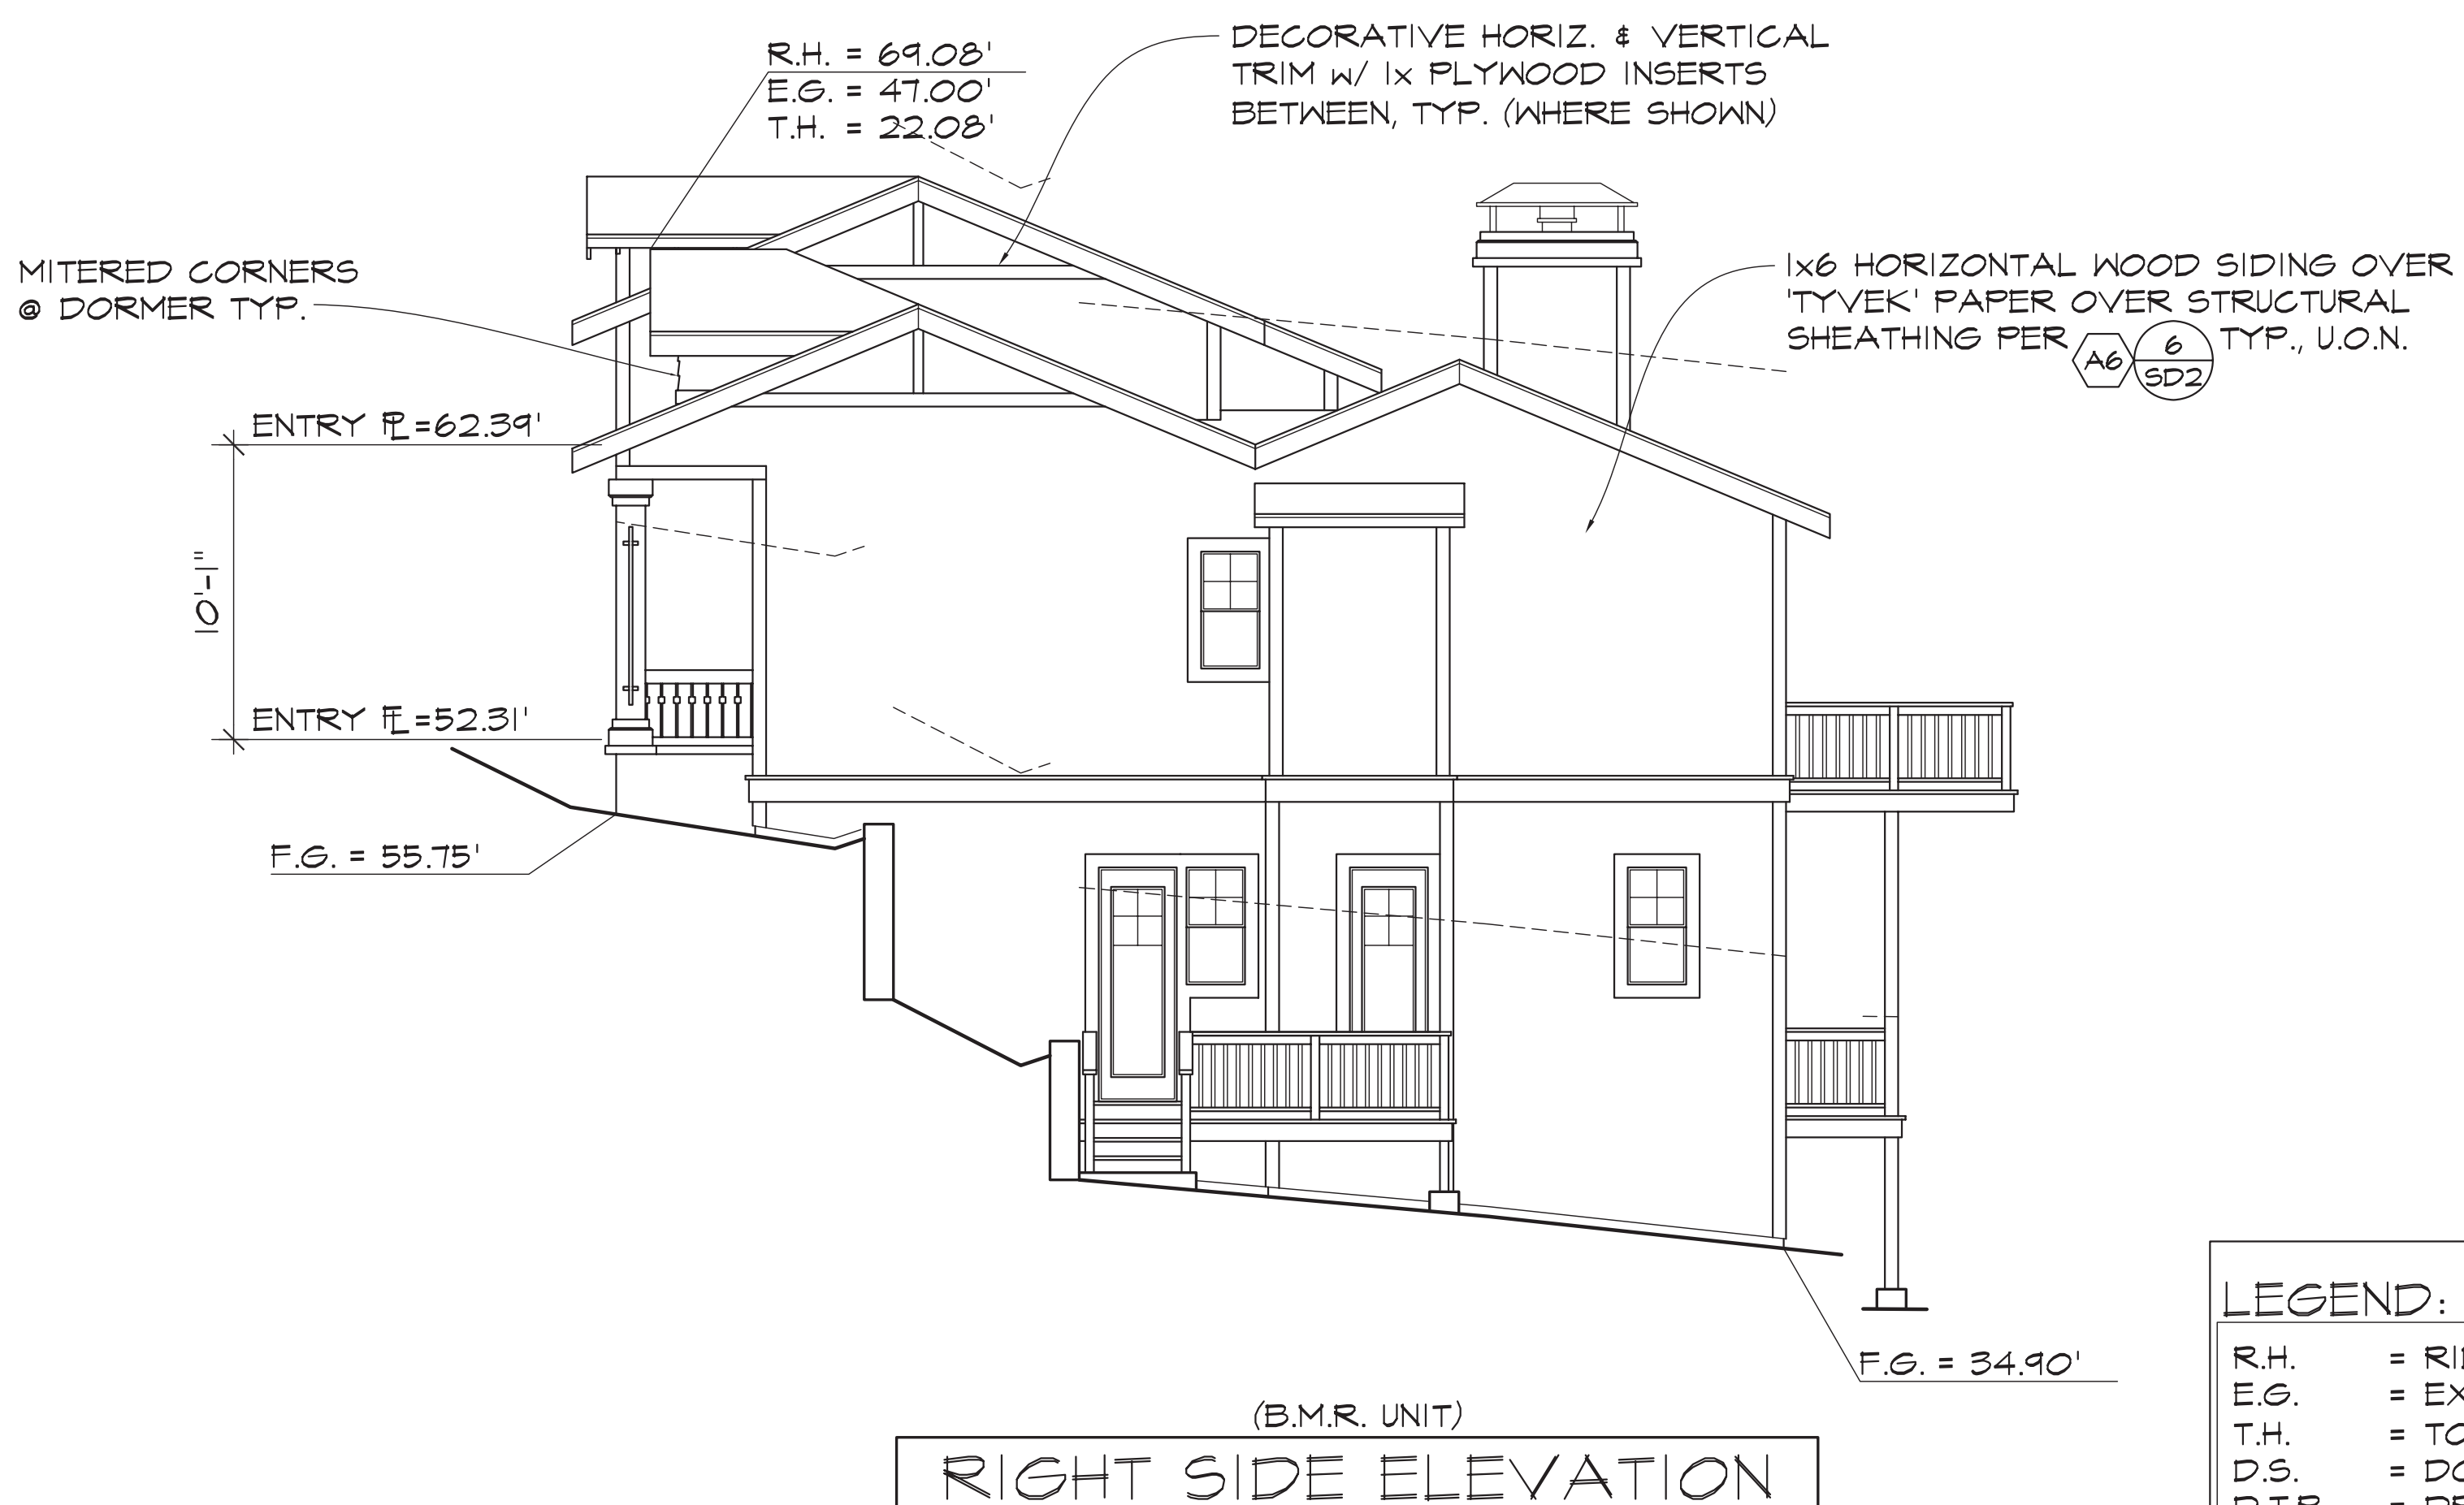 R.H. = 69.08'
E.G. = 47.00'
T.H. = 22.08'
DECORATIVE HORIZ. & VERTICAL
TRIM w/ 1x PLYWOOD INSERTS
BETWEEN, TYP. (WHERE SHOWN)
MITERED CORNERS
@ DORMER TYP.
1x6 HORIZONTAL WOOD SIDING OVER
'TYVEK' PAPER OVER STRUCTURAL
SHEATHING PER A6 6 SD2 TYP., U.O.N.
ENTRY PL=62.39'
10'-1"
ENTRY FL=52.31'
F.G. = 55.75'
F.G. = 34.90'
(B.M.R. UNIT)
RIGHT SIDE ELEVATION
LEGEND:
R.H. =
E.G. =
T.H. =
D.S. =